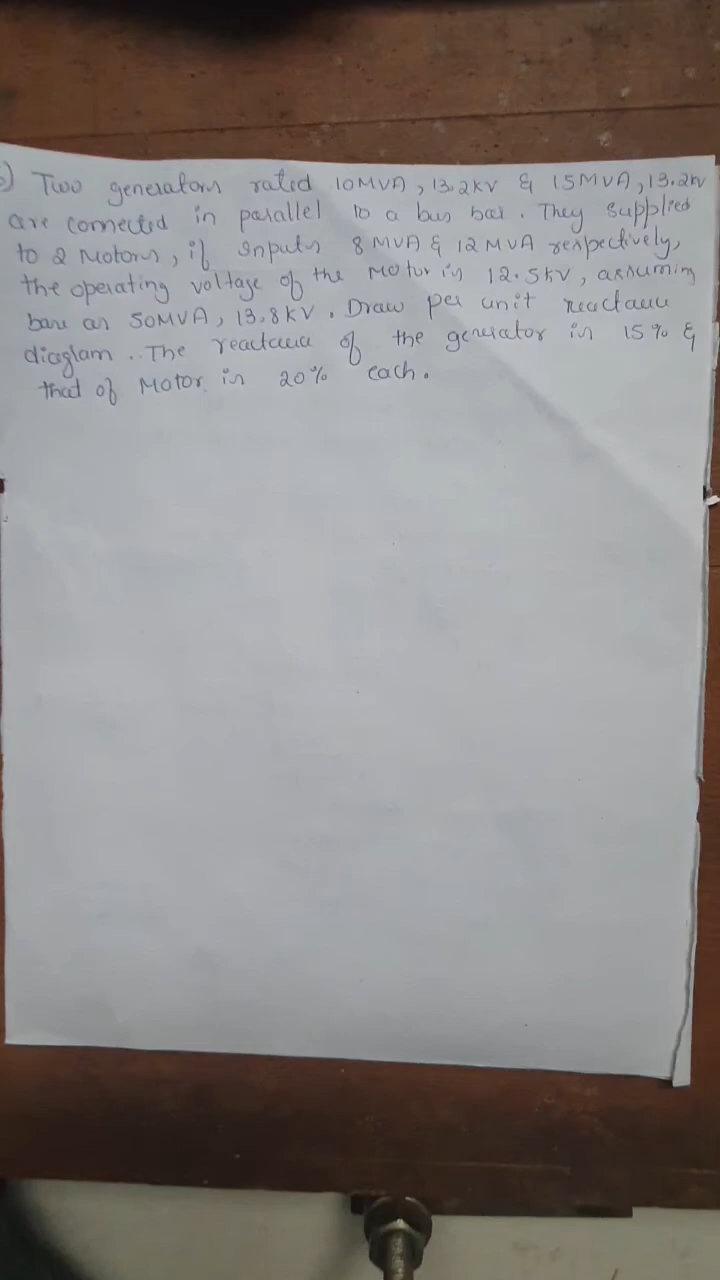 ) Two generators rated 10MVA, 13.2KV & 15MVA, 13.2KV
are connected in parallel to a bus bar. They supplied
to 2 Motors, if Inputs 8 MVA & 12 MVA respectively,
the operating voltage of the Motor is 12.5KV, assuming
base as 50MVA, 13.8KV. Draw per unit reactance
diaglam. The reactance of the generator is 15% &
that of Motor is 20% each.